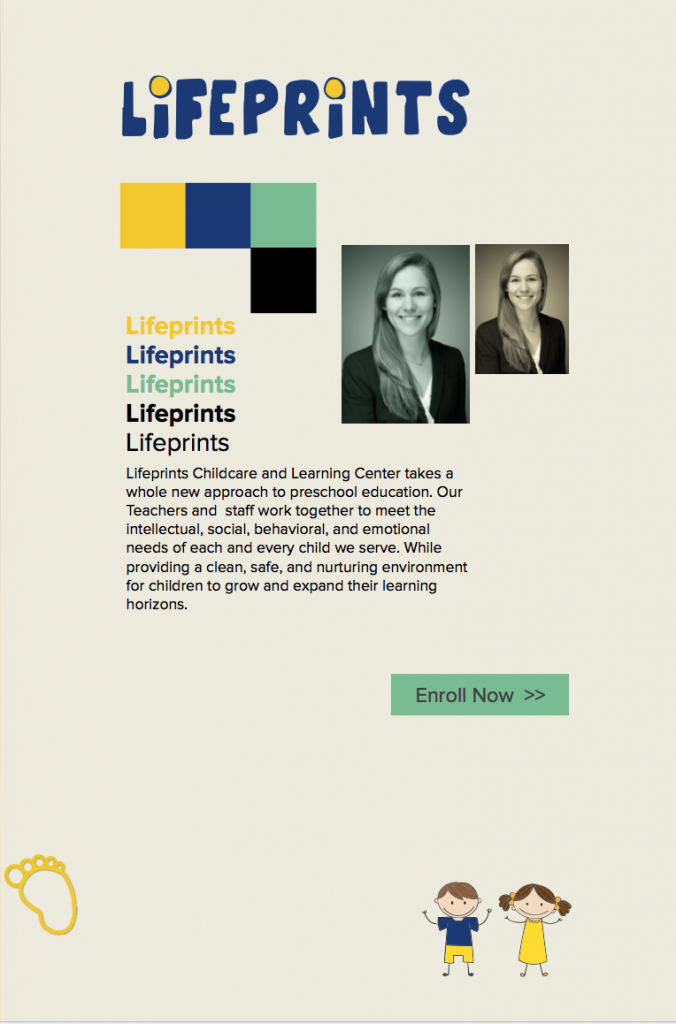 LiFEPRiNTS
Lifeprints
Lifeprints
Lifeprints
Lifeprints
Lifeprints
Lifeprints Childcare and Learning Center takes a
whole new approach to preschool education. Our
Teachers and  staff work together to meet the
intellectual, social, behavioral, and emotional
needs of each and every child we serve. While
providing a clean, safe, and nurturing environment
for children to grow and expand their learning
horizons.
Enroll Now >>